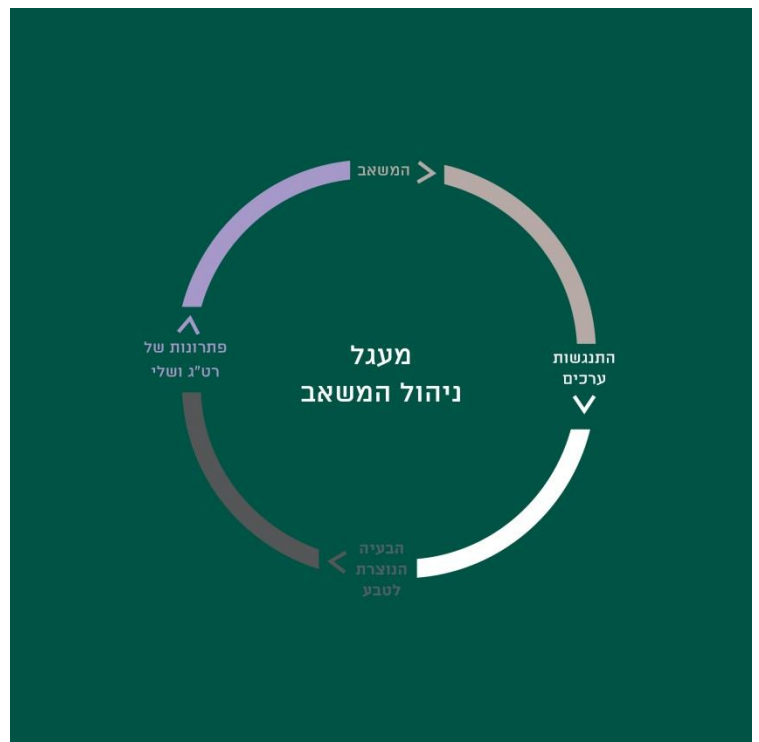 המשאב
התנגשות
ערכים
הבעיה
הנוצרת
לטבע
פתרונות של
רט"ג ושלי
מעגל
ניהול המשאב